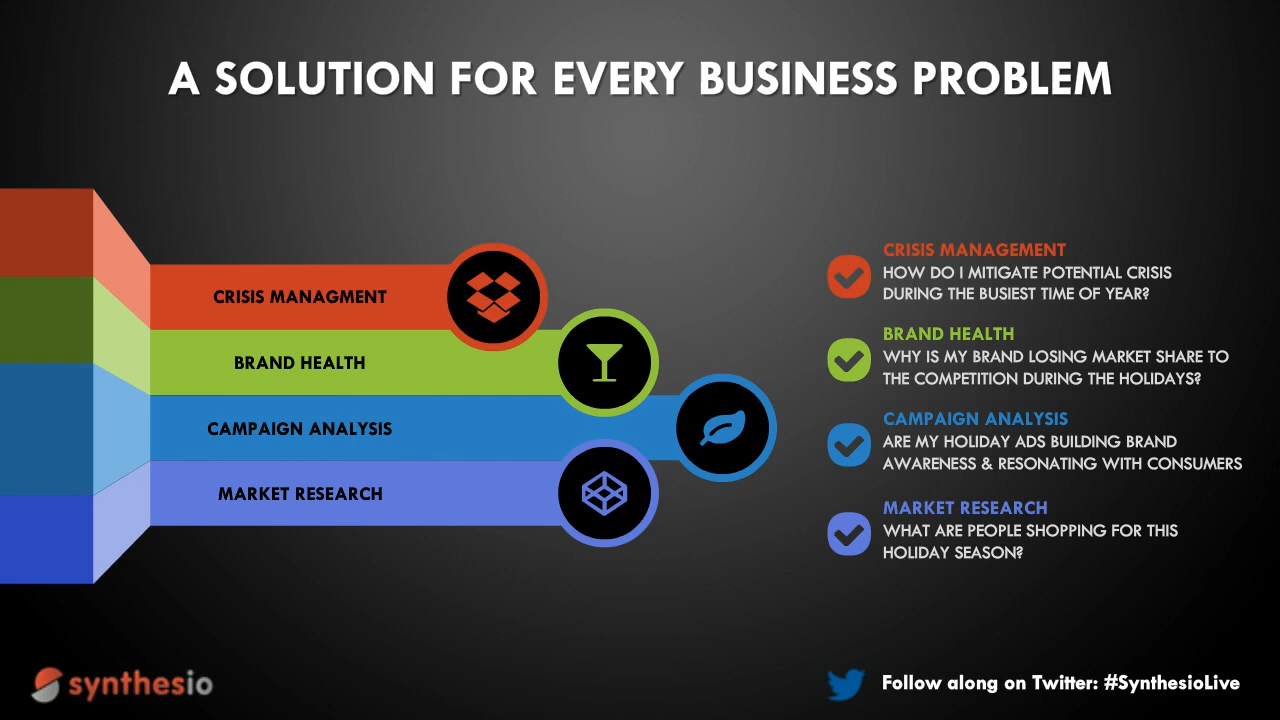 A SOLUTION FOR EVERY BUSINESS PROBLEM
CRISIS MANAGMENT
BRAND HEALTH
CAMPAIGN ANALYSIS
MARKET RESEARCH
CRISIS MANAGEMENT
HOW DO I MITIGATE POTENTIAL CRISIS
DURING THE BUSIEST TIME OF YEAR?
BRAND HEALTH
WHY IS MY BRAND LOSING MARKET SHARE TO
THE COMPETITION DURING THE HOLIDAYS?
CAMPAIGN ANALYSIS
ARE MY HOLIDAY ADS BUILDING BRAND
AWARENESS & RESONATING WITH CONSUMERS
MARKET RESEARCH
WHAT ARE PEOPLE SHOPPING FOR THIS
HOLIDAY SEASON?
synthesio
Follow along on Twitter: #SynthesioLive